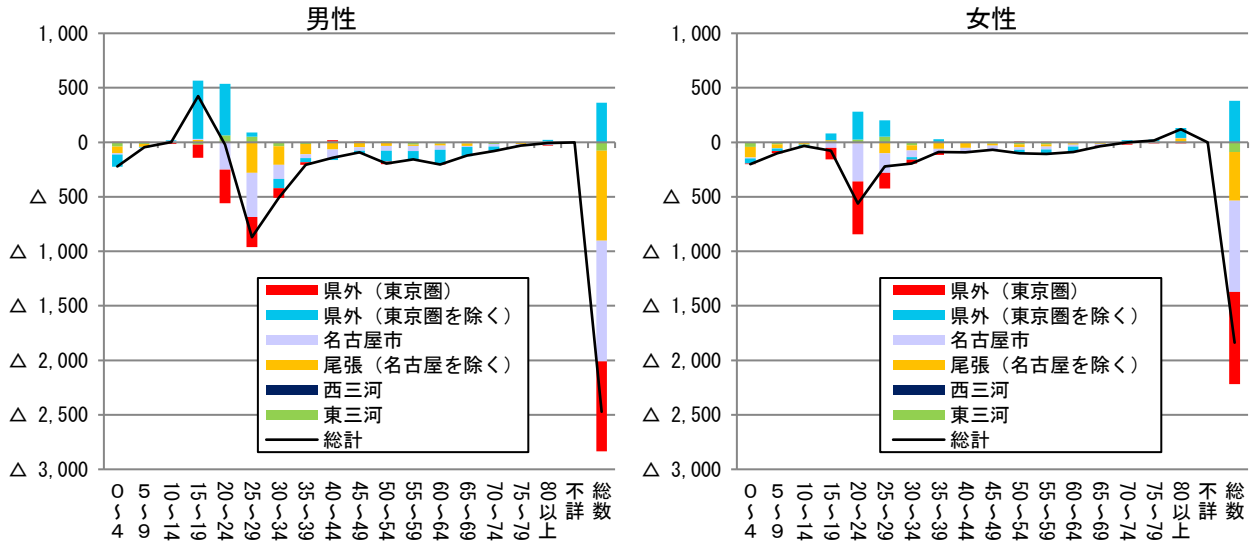 男性
1,000
500
0
△ 500
△ 1,000
△ 1,500
△ 2,000
△ 2,500
△ 3,000
県外（東京圏）
県外（東京圏を除く）
名古屋市
尾張（名古屋を除く）
西三河
東三河
総計
0～4
5～9
10～14
15～19
20～24
25～29
30～34
35～39
40～44
45～49
50～54
55～59
60～64
65～69
70～74
75～79
80以上
不詳
総数
女性
1,000
500
0
△ 500
△ 1,000
△ 1,500
△ 2,000
△ 2,500
△ 3,000
県外（東京圏）
県外（東京圏を除く）
名古屋市
尾張（名古屋を除く）
西三河
東三河
総計
0～4
5～9
10～14
15～19
20～24
25～29
30～34
35～39
40～44
45～49
50～54
55～59
60～64
65～69
70～74
75～79
80以上
不詳
総数